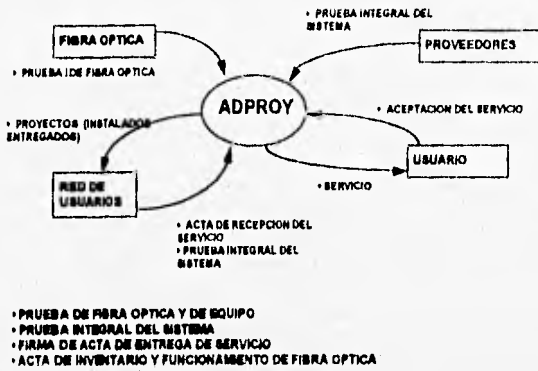 • PRUEBA INTEGRAL DEL
SISTEMA
FIBRA OPTICA
PROVEEDORES
• PRUEBA I DE FIBRA OPTICA
ADPROY
• ACEPTACION DEL SERVICIO
• PROYECTOS (INSTALADOS
ENTREGADOS)
USUARIO
RED DE
USUARIOS
• SERVICIO
• ACTA DE RECEPCION DEL
SERVICIO
• PRUEBA INTEGRAL DEL
SISTEMA
• PRUEBA DE FIBRA OPTICA Y DE EQUIPO
• PRUEBA INTEGRAL DEL SISTEMA
• FIRMA DE ACTA DE ENTREGA DE SERVICIO
• ACTA DE INVENTARIO Y FUNCIONAMIENTO DE FIBRA OPTICA